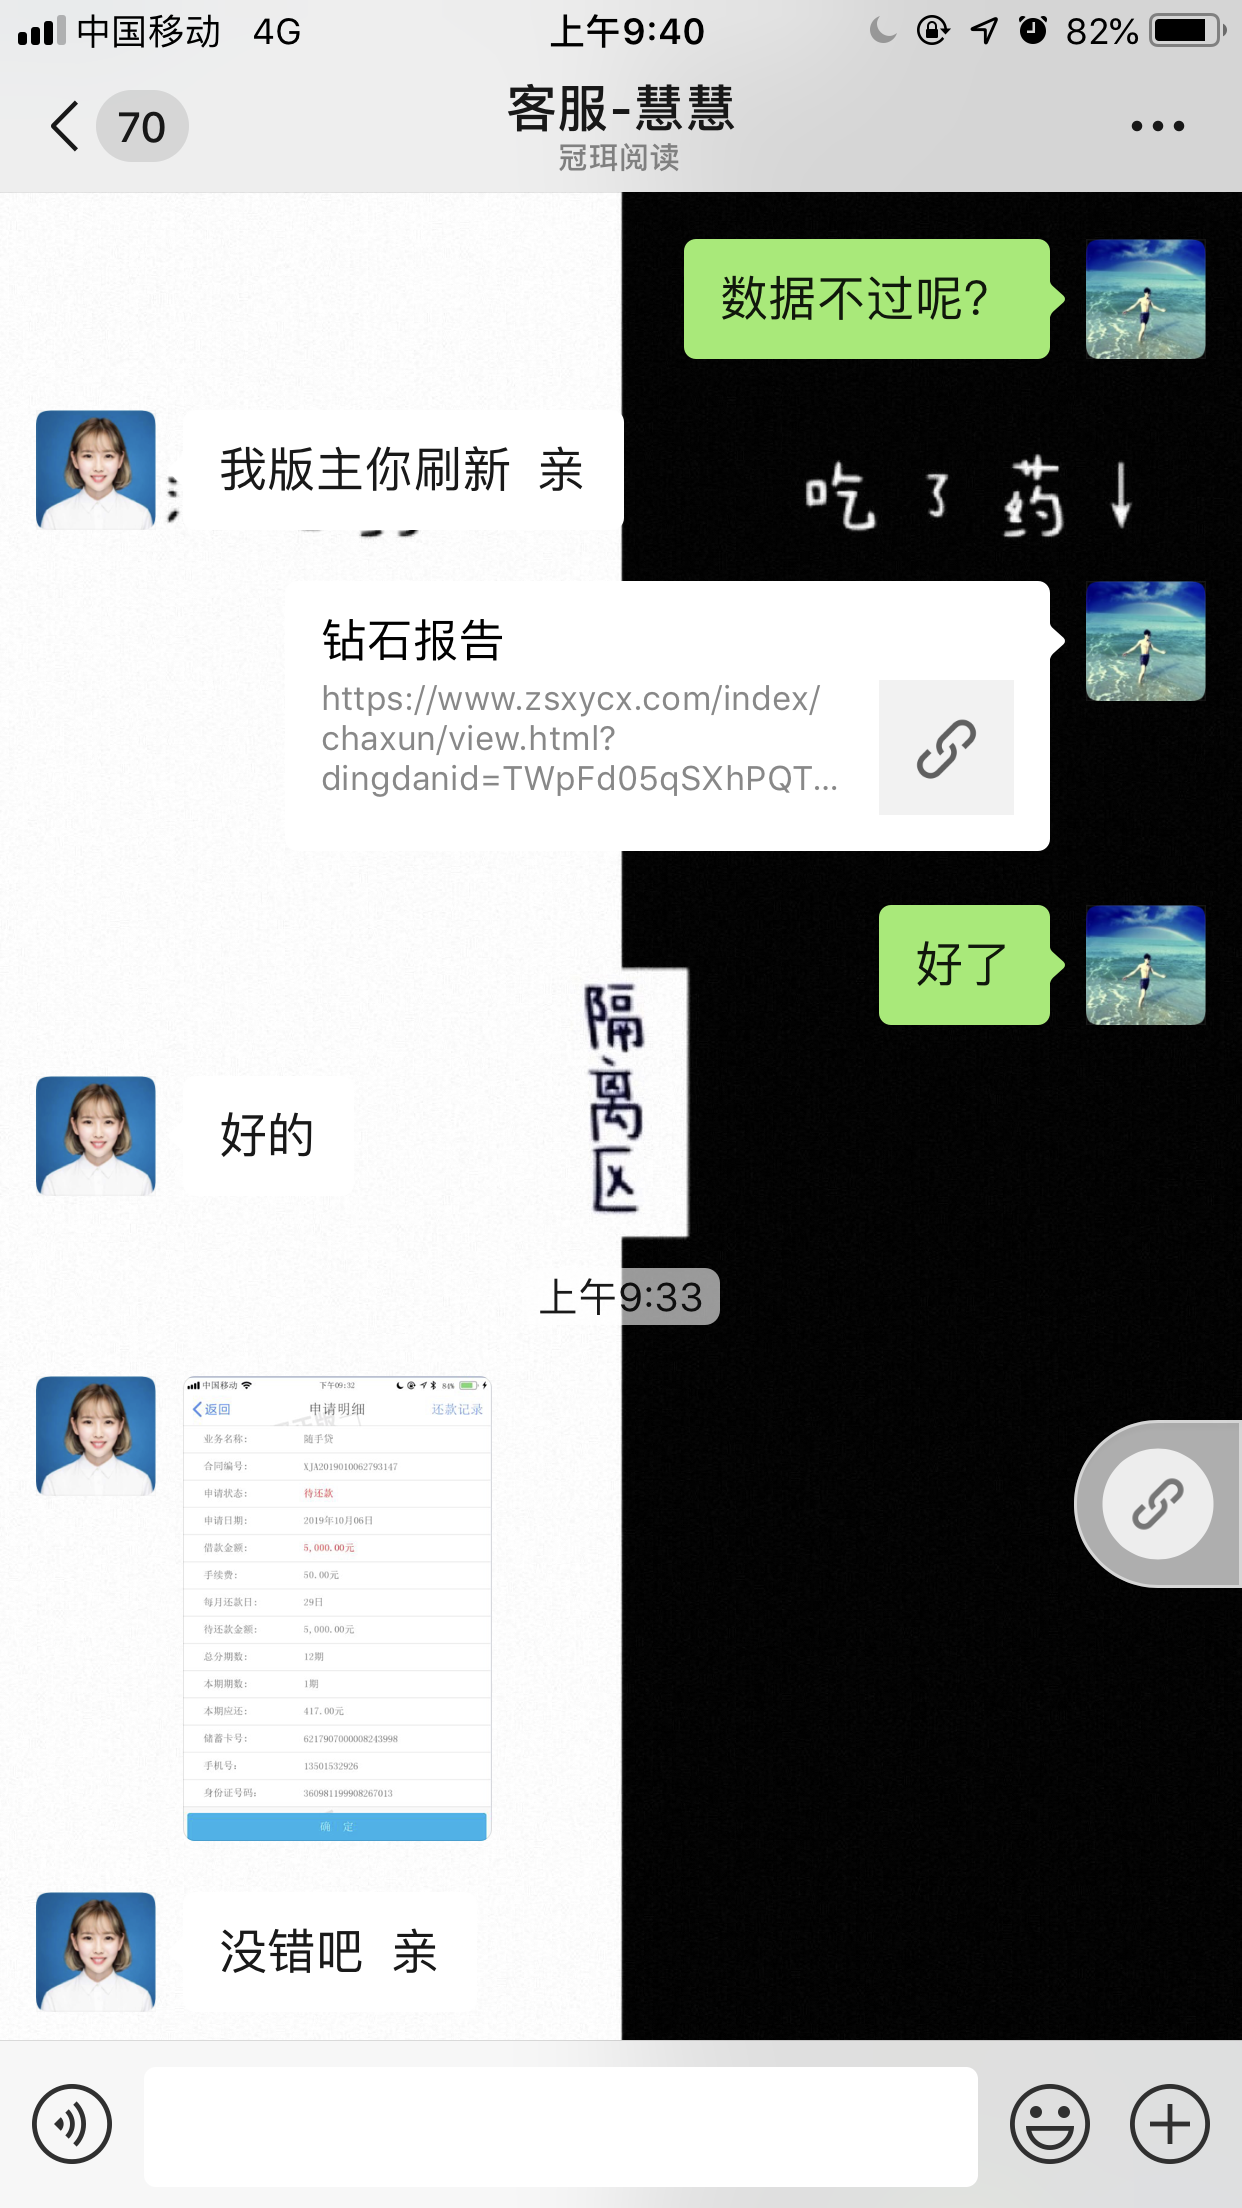 中国移动 4G 上午9:40 82%
70 客服-慧慧
冠珥阅读
数据不过呢?
我版主你刷新 亲
吃了药↓
钻石报告
https://www.zsxycx.com/index/
chaxun/view.html?
dingdanid=TWpFd05qSXhPQT...
好了
隔离区
好的
上午9:33
中国移动 下午09:32 84%
返回 申请明细 还款记录
业务名称: 随手贷
合同编号: XJA2019010062793147
申请状态: 待还款
申请日期: 2019年10月06日
借款金额: 5,000.00元
手续费: 50.00元
每月还款日: 29日
待还款金额: 5,000.00元
总分期数: 12期
本期期数: 1期
本期应还: 417.00元
储蓄卡号: 6217907000008243998
手机号: 13501532926
身份证号码: 360981199908267013
确 定
没错吧 亲